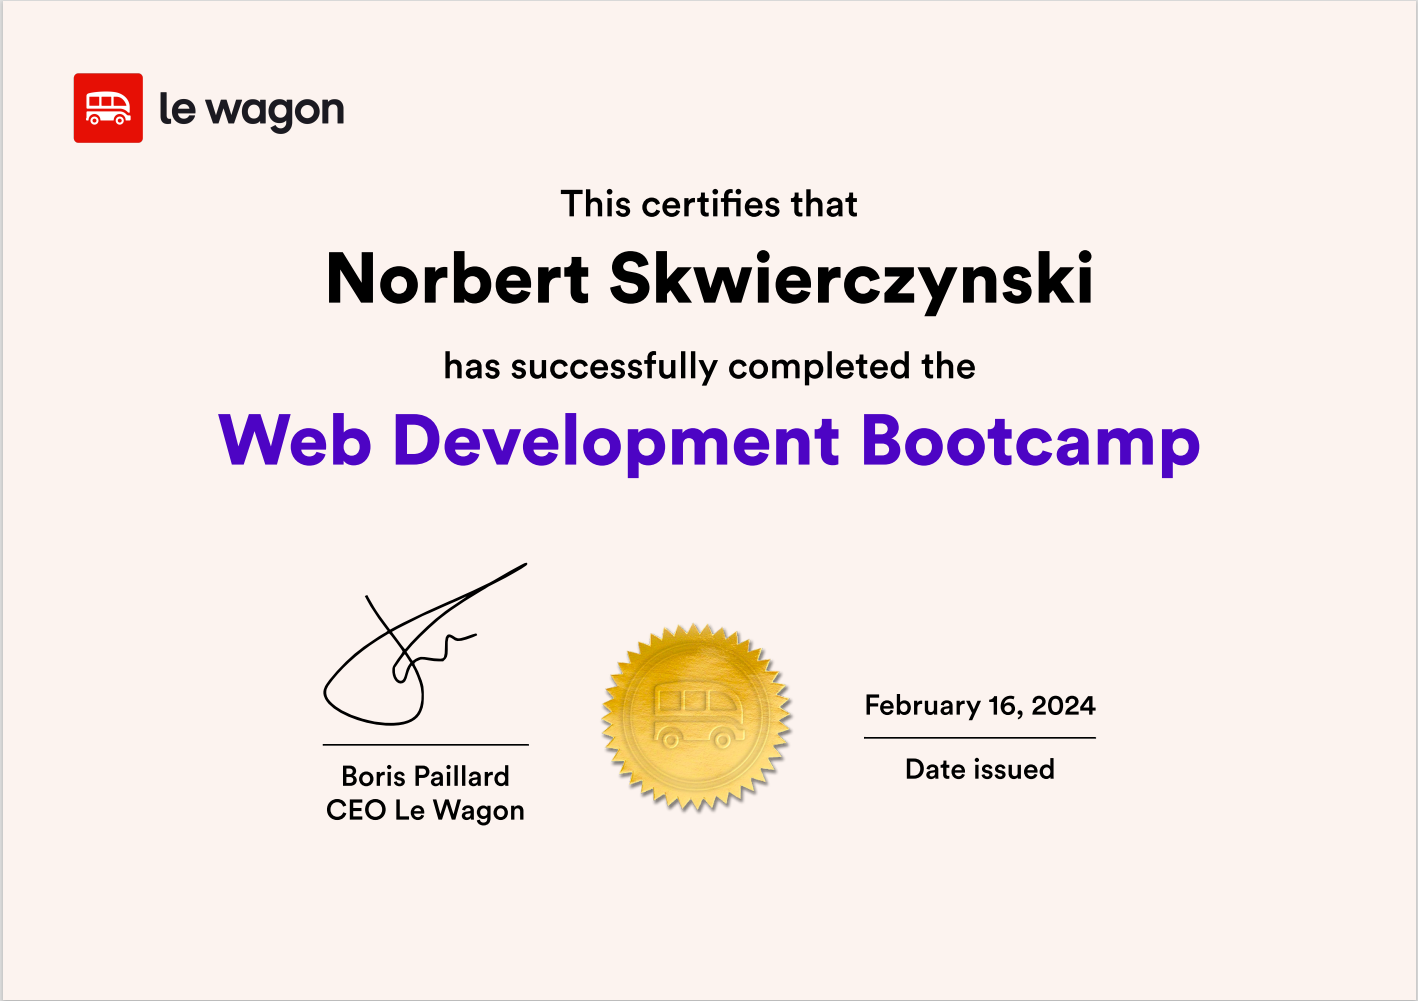 le wagon
This certifies that
Norbert Skwierczynski
has successfully completed the
Web Development Bootcamp
February 16, 2024
Date issued
Boris Paillard
CEO Le Wagon